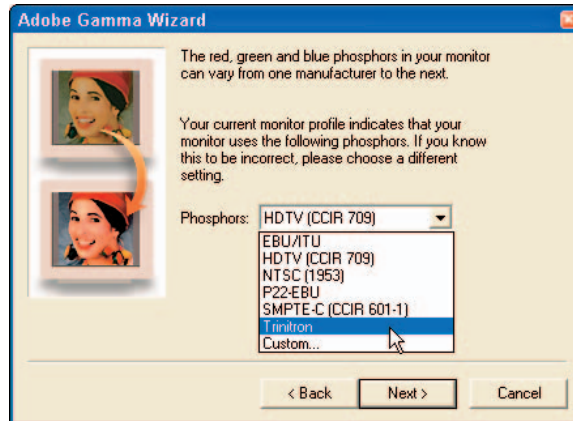 Adobe Gamma Wizard
The red, green and blue phosphors in your monitor
can vary from one manufacturer to the next.
Your current monitor profile indicates that your
monitor uses the following phosphors. If you know
this to be incorrect, please choose a different
setting.
Phosphors: HDTV (CCIR 709)
EBU/ITU
HDTV (CCIR 709)
NTSC (1953)
P22-EBU
SMPTE-C (CCIR 601-1)
Trinitron
Custom...
< Back Next > Cancel